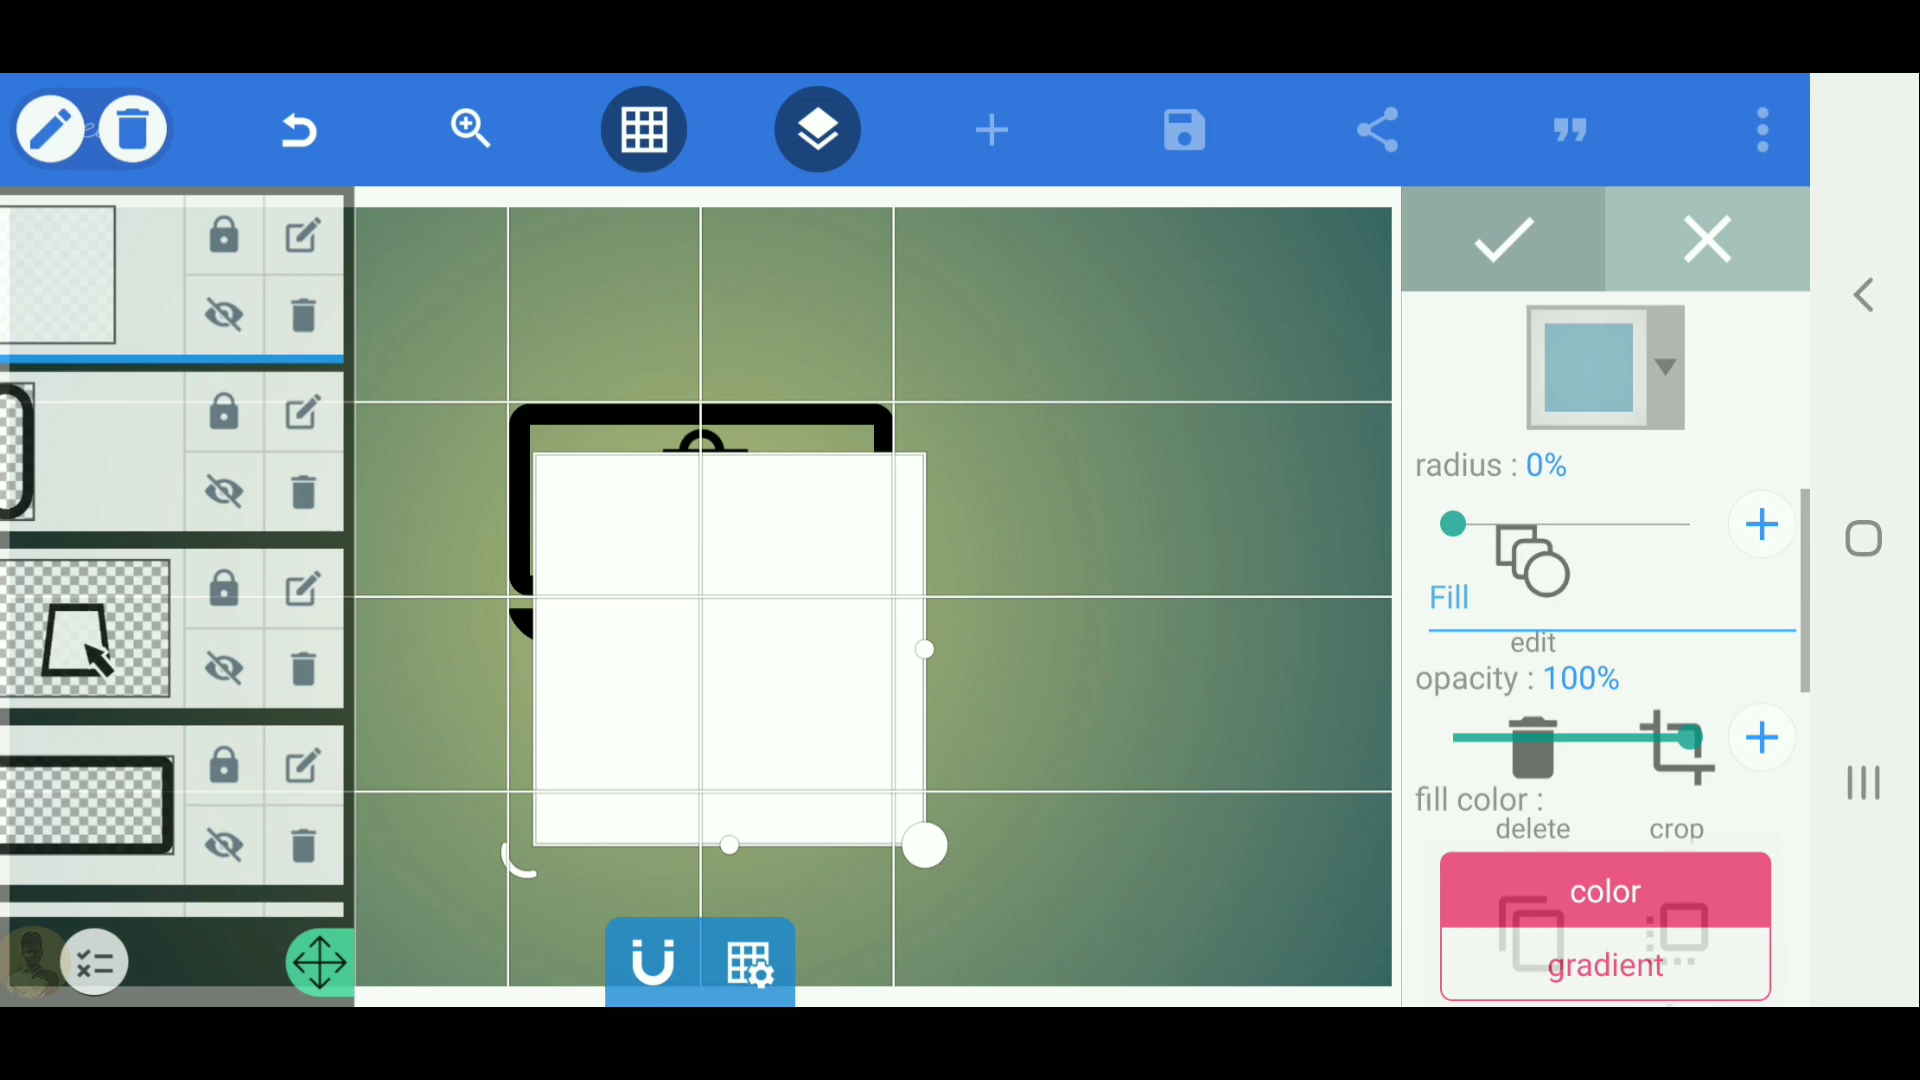 radius : 0%
Fill
edit
opacity : 100%
fill color :
delete
crop
color
gradient